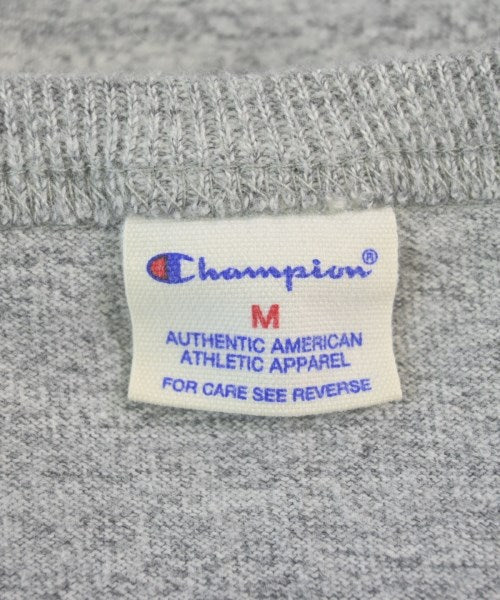 Champion®
M
AUTHENTIC AMERICAN
ATHLETIC APPAREL
FOR CARE SEE REVERSE